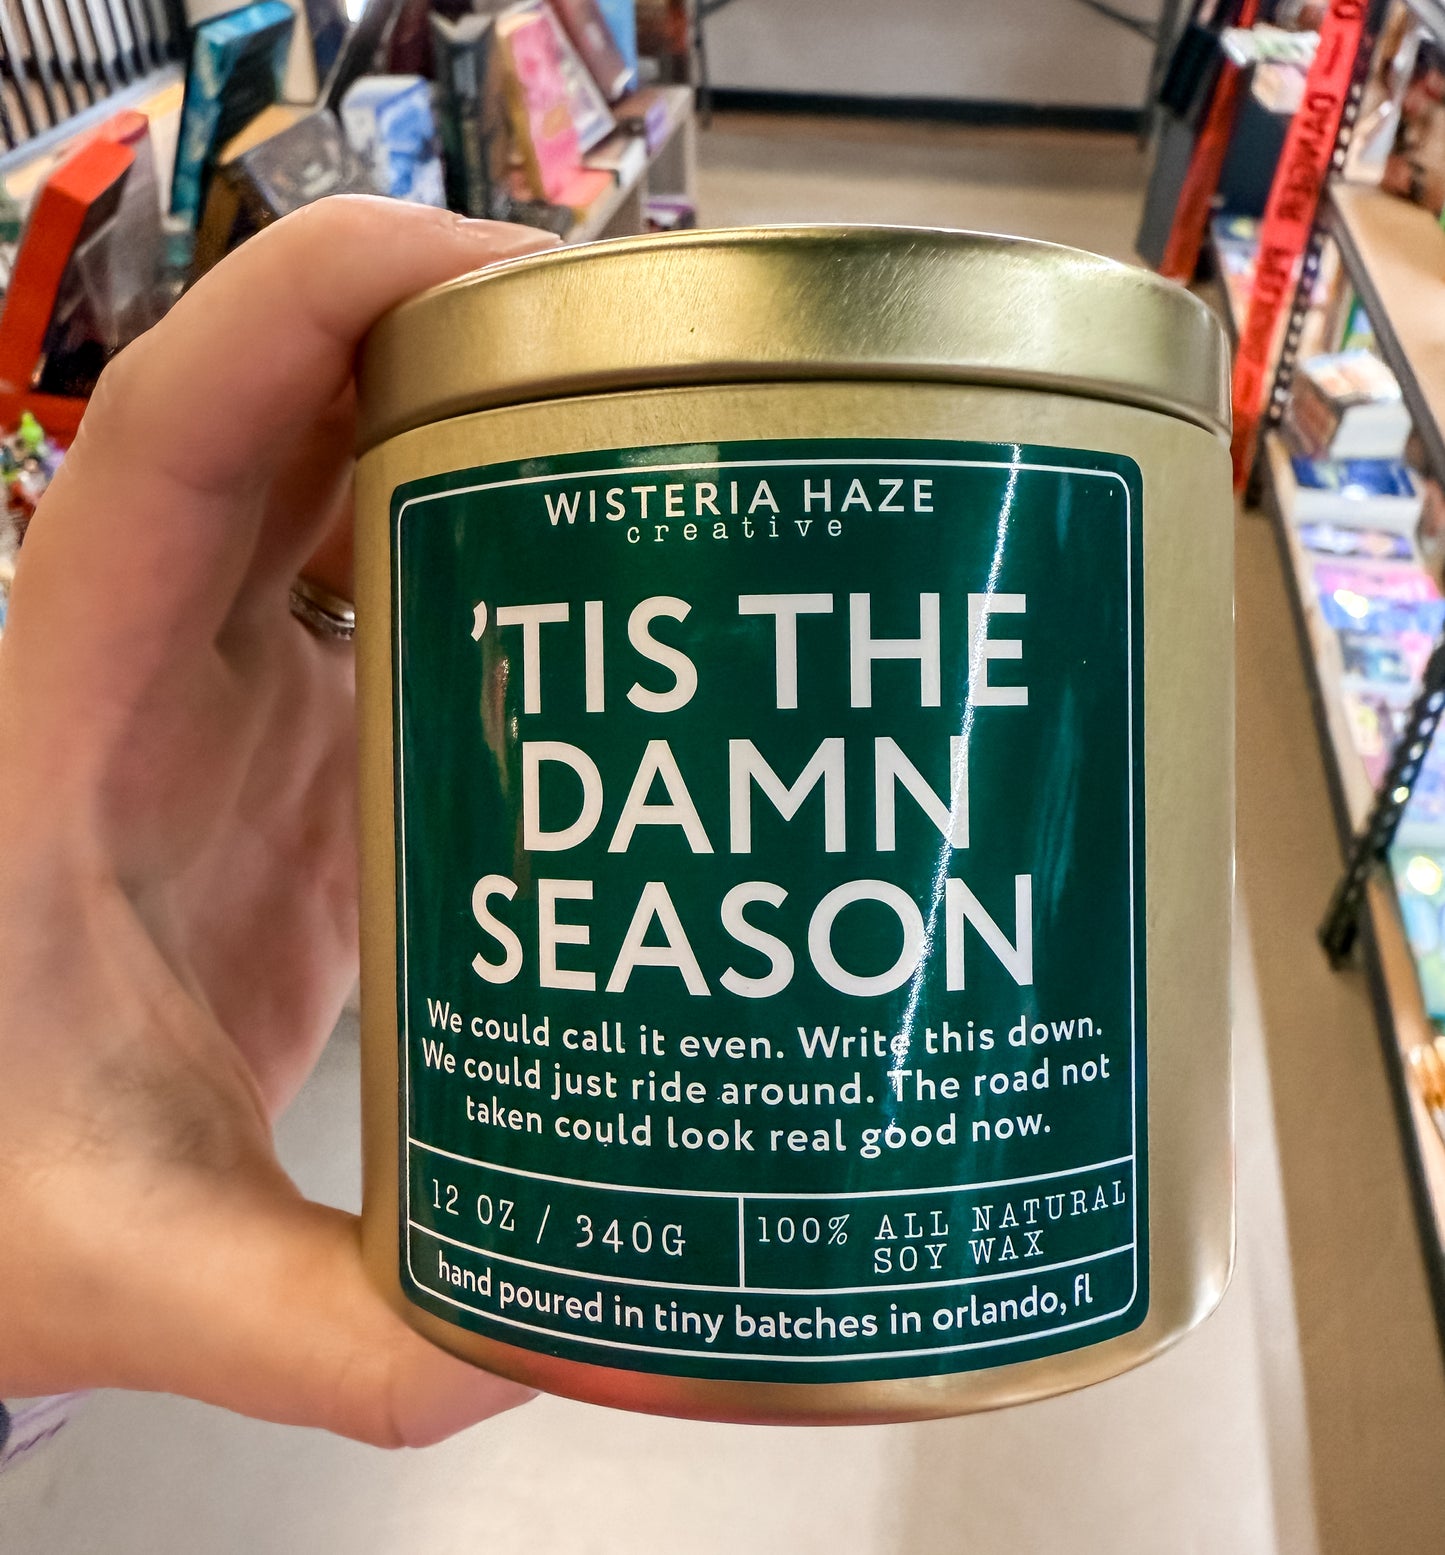 WISTERIA HAZE
creative
’TIS THE
DAMN
SEASON
We could call it even. Write this down.
We could just ride around. The road not
taken could look real good now.
12 OZ / 340G
100% ALL NATURAL
SOY WAX
hand poured in tiny batches in orlando, fl
DANGER